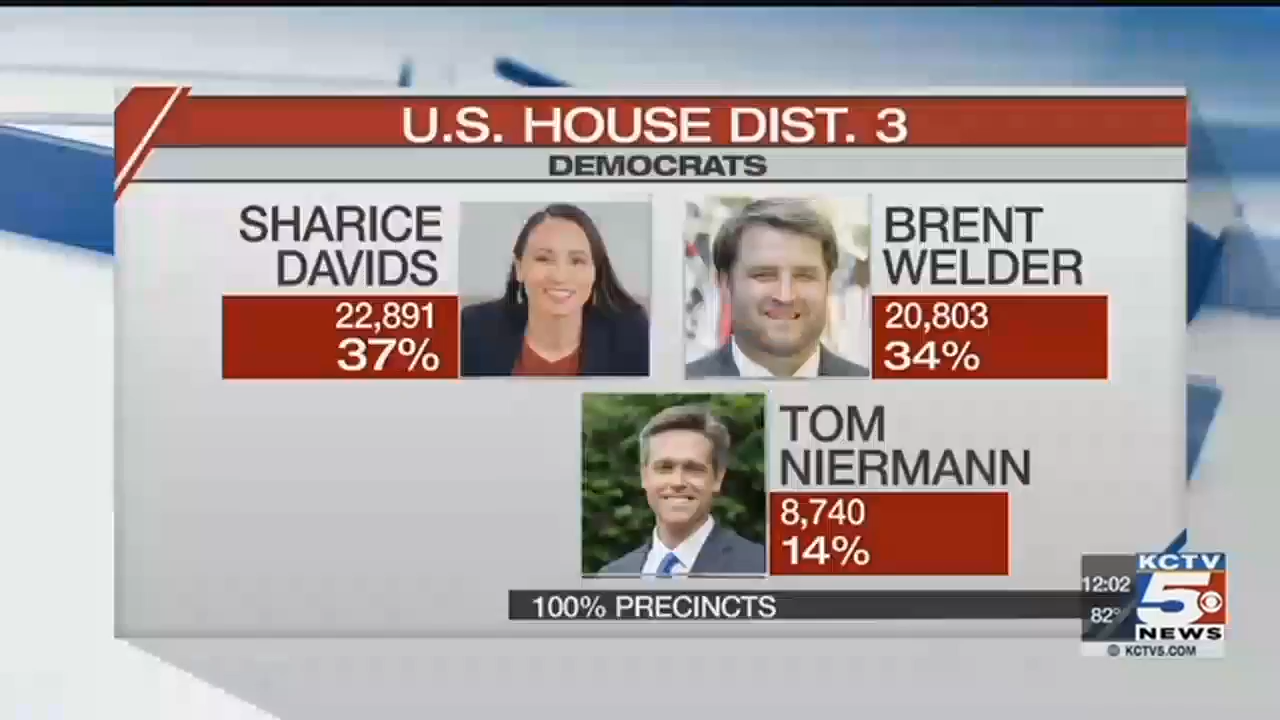 U.S. HOUSE DIST. 3
DEMOCRATS
SHARICE
DAVIDS
22,891
37%
BRENT
WELDER
20,803
34%
TOM
NIERMANN
8,740
14%
100% PRECINCTS
12:02
82°
KCTV
5
NEWS
KCTV5.COM